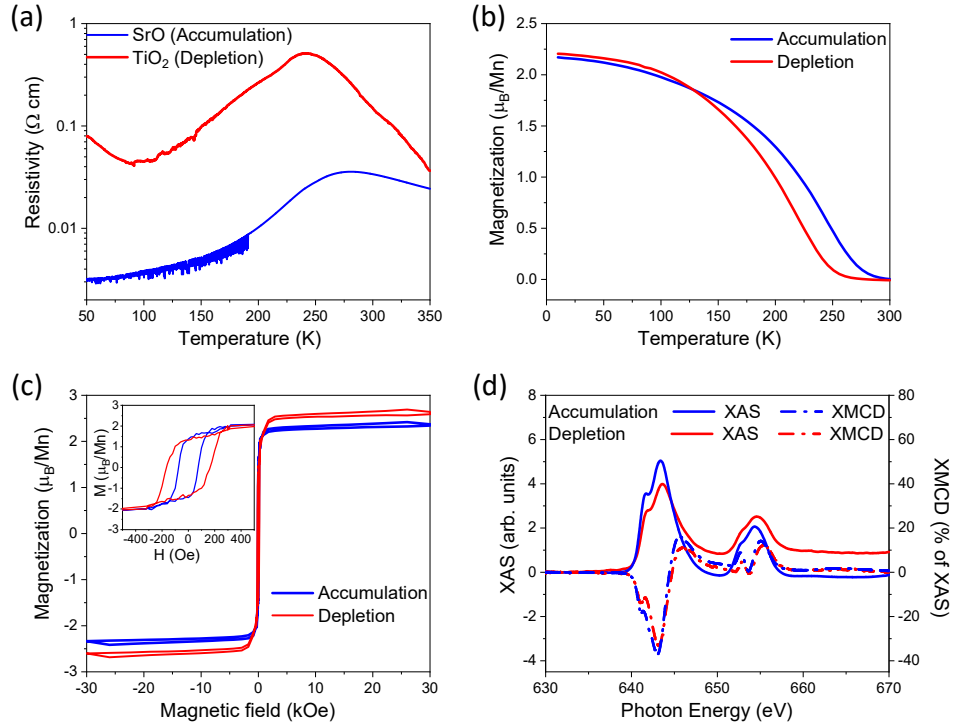 (a)
SrO (Accumulation)
TiO₂ (Depletion)
1
0.1
0.01
Resistivity (Ω cm)
50 100 150 200 250 300 350
Temperature (K)
(b)
Accumulation
Depletion
2.5
2.0
1.5
1.0
0.5
0.0
Magnetization (μB/Mn)
0 50 100 150 200 250 300
Temperature (K)
(c)
3
2
1
0
-1
-2
-3
Magnetization (μB/Mn)
2
1
0
-1
-2
M (μB/Mn)
-400 -200 0 200 400
H (Oe)
Accumulation
Depletion
-30 -20 -10 0 10 20 30
Magnetic field (kOe)
(d)
Accumulation XAS XMCD
Depletion XAS XMCD
8
6
4
2
0
-2
-4
XAS (arb. units)
80
60
40
20
0
-20
-40
XMCD (% of XAS)
630 640 650 660 670
Photon Energy (eV)